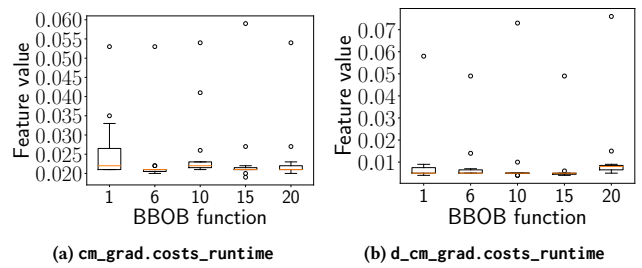 0.060
0.055
0.050
0.045
0.040
0.035
0.030
0.025
0.020
Feature value
1 6 10 15 20
BBOB function
(a) cm_grad.costs_runtime
0.07
0.06
0.05
0.04
0.03
0.02
0.01
Feature value
1 6 10 15 20
BBOB function
(b) d_cm_grad.costs_runtime